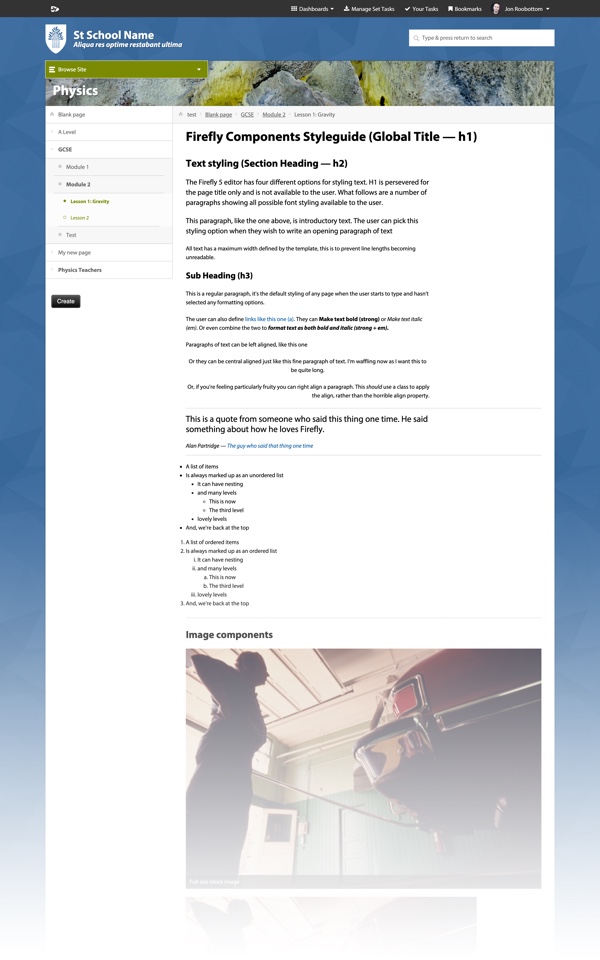 Dashboards
Manage Set Tasks
Your Tasks
Bookmarks
Jon Roobottom
St School Name
Aliqua res optime restabant ultima
Type & press return to search
Browse Site
Physics
Blank page
A Level
GCSE
Module 1
Module 2
Lesson 1: Gravity
Lesson 2
Test
My new page
Physics Teachers
Create
test Blank page GCSE Module 2 Lesson 1: Gravity
Firefly Components Styleguide (Global Title — h1)
Text styling (Section Heading — h2)
The Firefly 5 editor has four different options for styling text. H1 is persevered for
the page title only and is not available to the user. What follows are a number of
paragraphs showing all possible font styling available to the user.
This paragraph, like the one above, is introductory text. The user can pick this
styling option when they wish to write an opening paragraph of text
All text has a maximum width defined by the template, this is to prevent line lengths becoming
unreadable.
Sub Heading (h3)
This is a regular paragraph, it's the default styling of any page when the user starts to type and hasn't
selected any formatting options.
The user can also define links like this one (a). They can Make text bold (strong) or Make text italic
(em). Or even combine the two to format text as both bold and italic (strong + em).
Paragraphs of text can be left aligned, like this one
Or they can be central aligned just like this fine paragraph of text. I'm waffling now as I want this to
be quite long.
Or, if you're feeling particularly fruity you can right align a paragraph. This should use a class to apply
the align, rather than the horrible align property.
This is a quote from someone who said this thing one time. He said
something about how he loves Firefly.
Alan Partridge — The guy who said that thing one time
A list of items
Is always marked up as an unordered list
It can have nesting
and many levels
This is now
The third level
lovely levels
And, we're back at the top
1. A list of ordered items
2. Is always marked up as an ordered list
i. It can have nesting
ii. and many levels
a. This is now
b. The third level
iii. lovely levels
3. And, we're back at the top
Image components